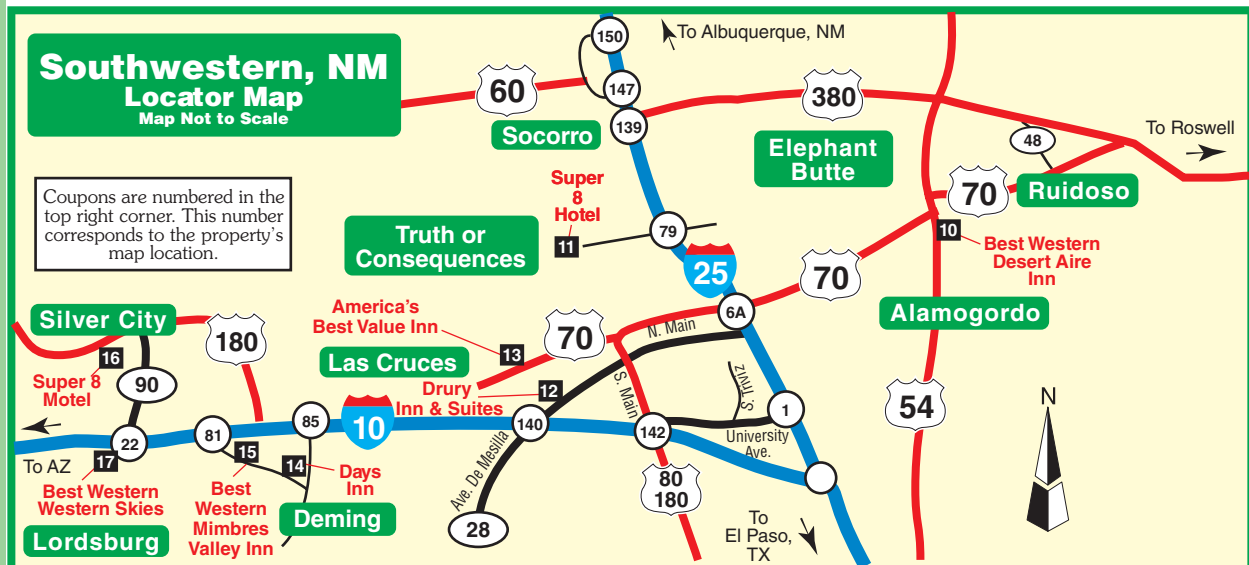 Southwestern, NM
Locator Map
Map Not to Scale
150
To Albuquerque, NM
60
147
380
139
Socorro
48
To Roswell
Elephant
Butte
Coupons are numbered in the
top right corner. This number
corresponds to the property's
map location.
Super
8
Hotel
11
70
Ruidoso
Truth or
Consequences
79
10
Best Western
Desert Aire
Inn
25
70
Alamogordo
Silver City
180
America's
Best Value Inn
6A
N. Main
70
13
Las Cruces
16
Super 8
Motel
90
Drury
Inn & Suites
12
S. Main
S. Triviz
54
N
22
81
85
10
140
142
1
University
Ave.
To AZ
17
Best Western
Western Skies
15
Best
Western
Mimbres
Valley Inn
14
Days
Inn
Ave. De Mesilla
80
180
Lordsburg
Deming
28
To
El Paso,
TX